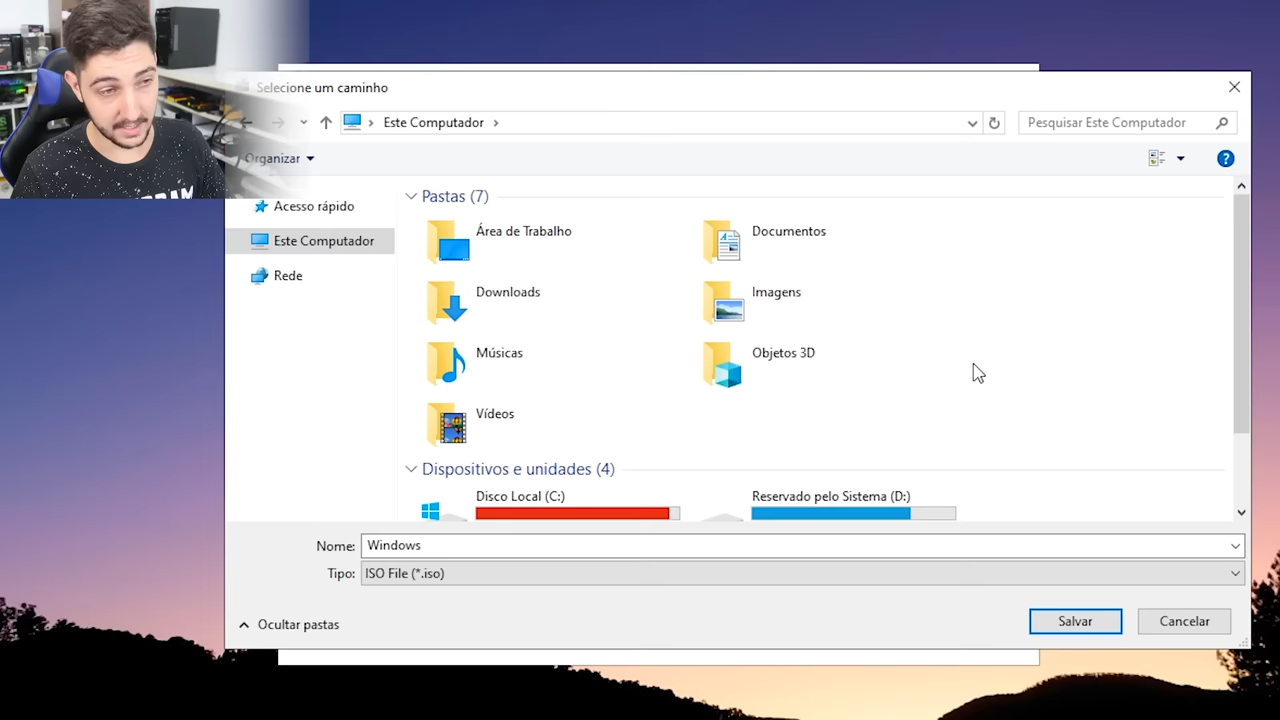 Selecione um caminho
Este Computador
Pesquisar Este Computador
Organizar
Acesso rápido
Este Computador
Rede
Pastas (7)
Área de Trabalho
Documentos
Downloads
Imagens
Músicas
Objetos 3D
Vídeos
Dispositivos e unidades (4)
Disco Local (C:)
Reservado pelo Sistema (D:)
Nome: Windows
Tipo: ISO File (*.iso)
Ocultar pastas
Salvar
Cancelar